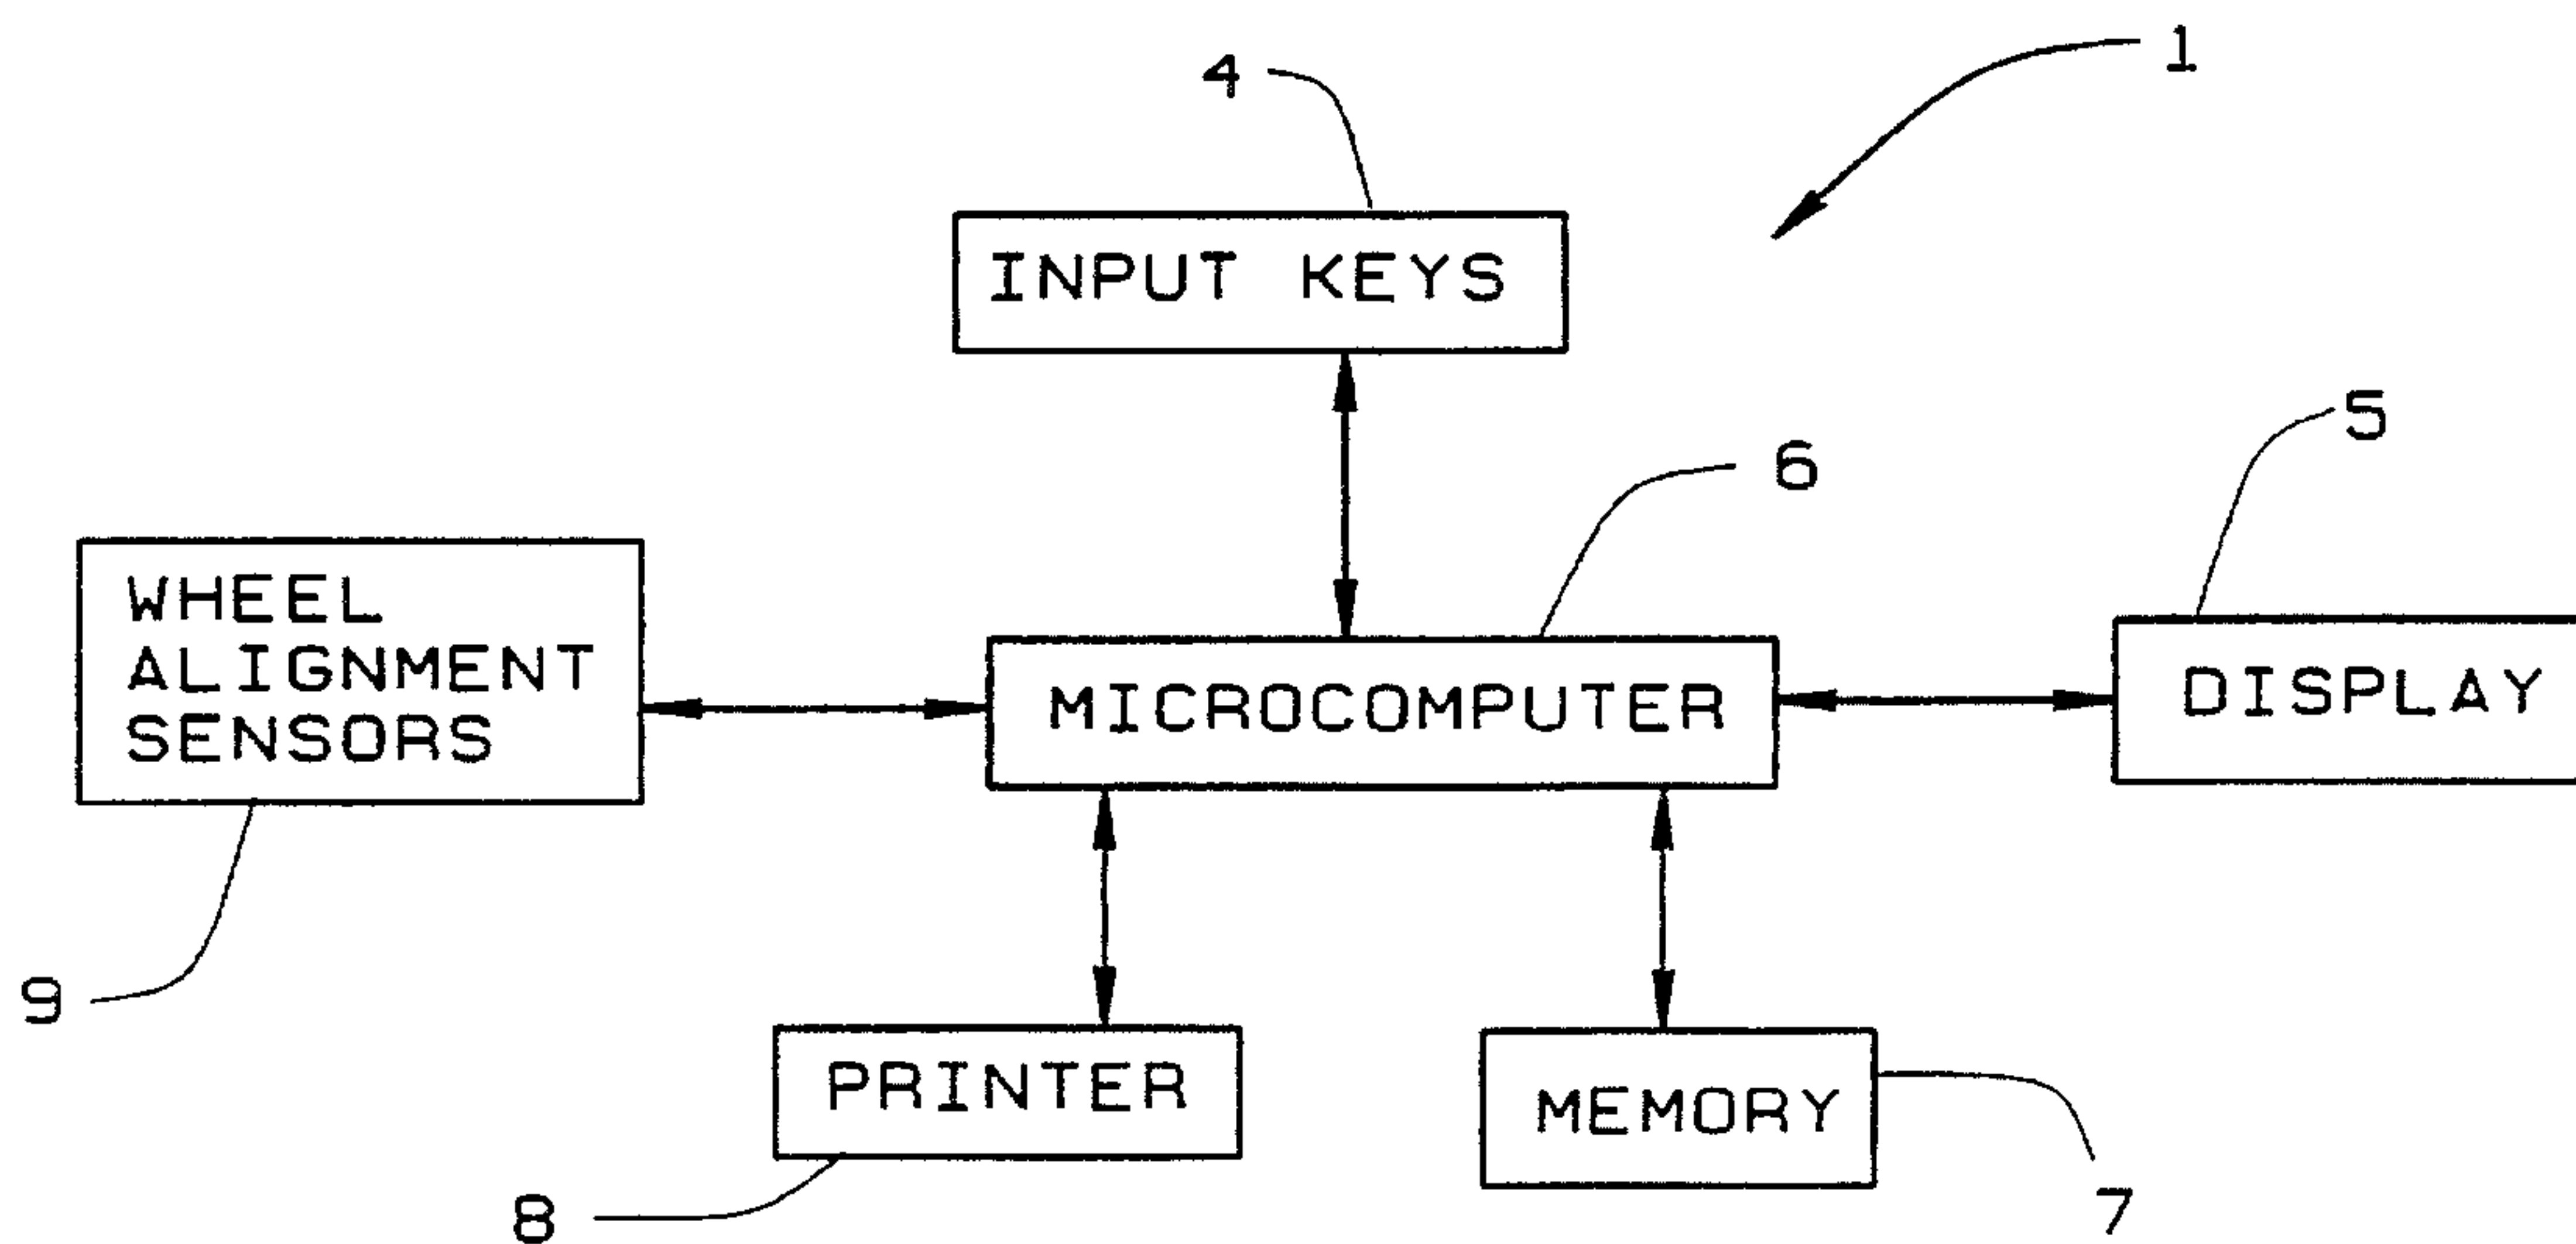 1
4
INPUT KEYS
5
6
WHEEL
ALIGNMENT
SENSORS
MICROCOMPUTER
DISPLAY
9
PRINTER
MEMORY
8
7